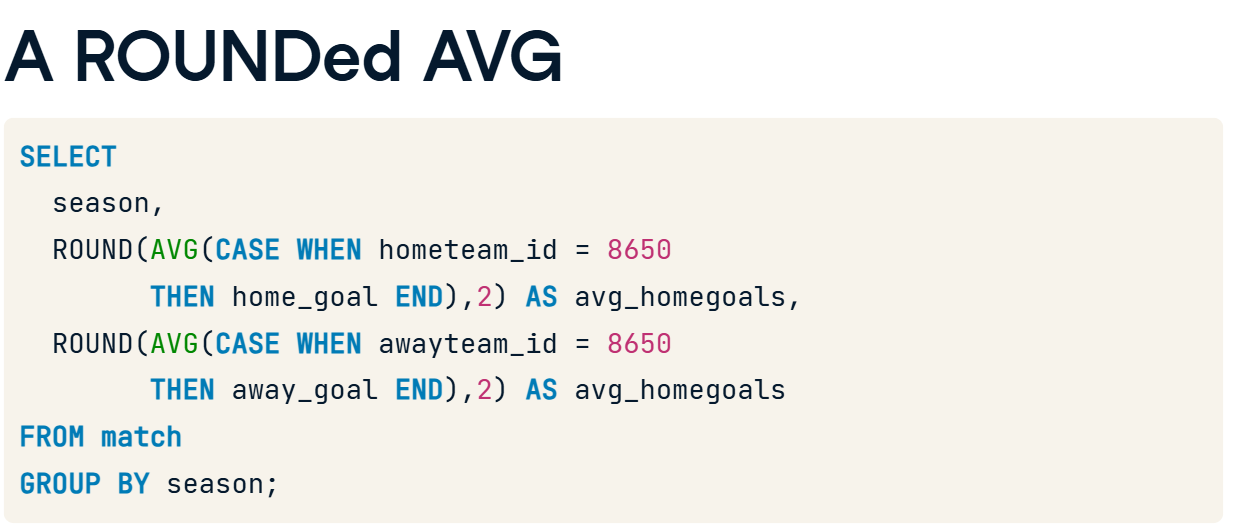 A ROUNDed AVG
SELECT
season,
ROUND(AVG(CASE WHEN hometeam_id = 8650
THEN home_goal END),2) AS avg_homegoals,
ROUND(AVG(CASE WHEN awayteam_id = 8650
THEN away_goal END),2) AS avg_homegoals
FROM match
GROUP BY season;